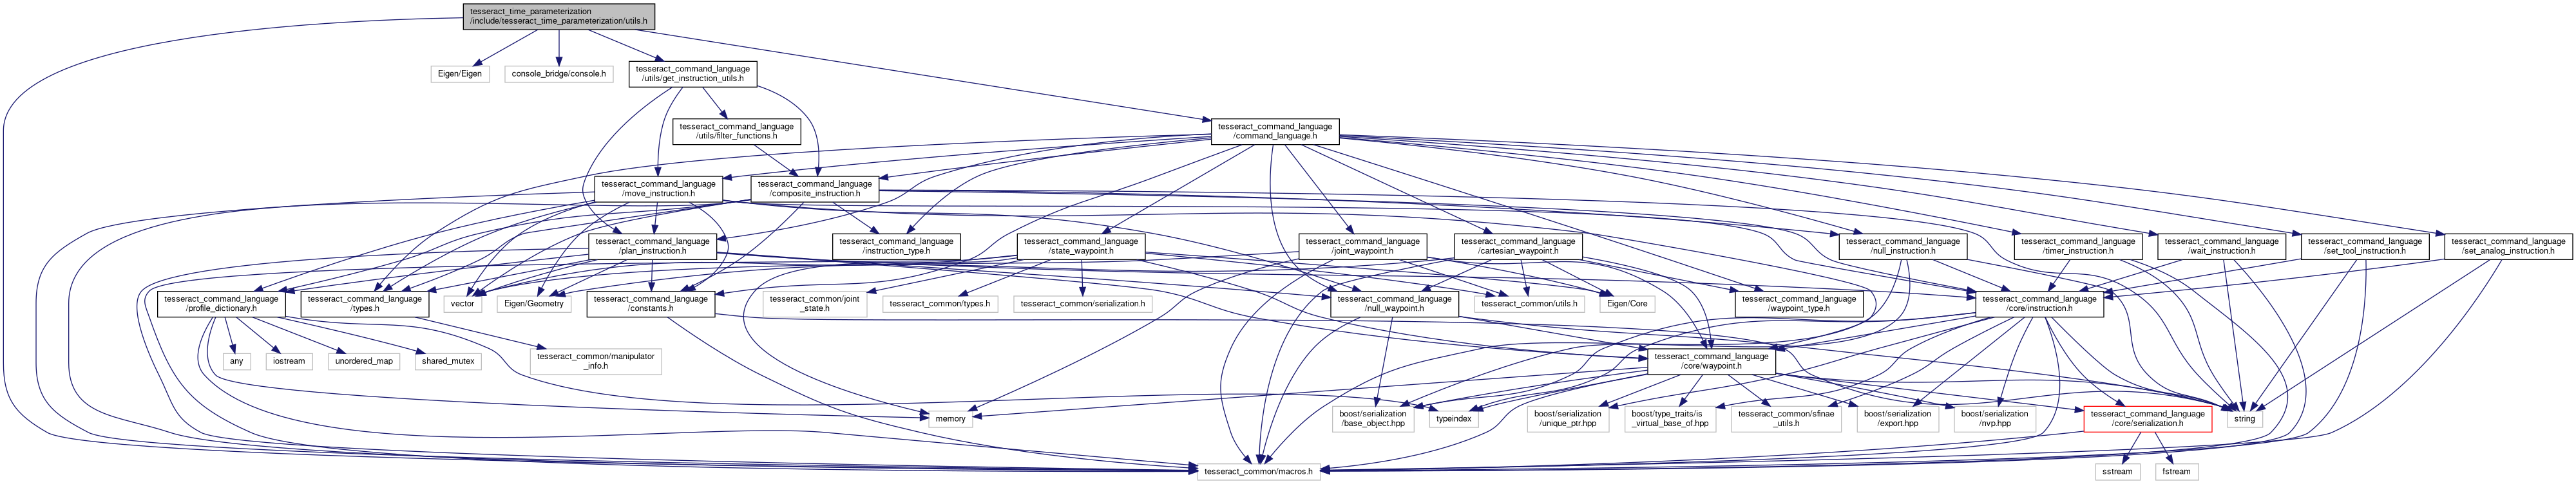 tesseract_time_parameterization
/include/tesseract_time_parameterization/utils.h
Eigen/Eigen
console_bridge/console.h
tesseract_command_language
/utils/get_instruction_utils.h
tesseract_command_language
/utils/filter_functions.h
tesseract_command_language
/command_language.h
tesseract_command_language
/move_instruction.h
tesseract_command_language
/composite_instruction.h
tesseract_command_language
/plan_instruction.h
tesseract_command_language
/instruction_type.h
tesseract_command_language
/state_waypoint.h
tesseract_command_language
/joint_waypoint.h
tesseract_command_language
/cartesian_waypoint.h
tesseract_command_language
/null_instruction.h
tesseract_command_language
/timer_instruction.h
tesseract_command_language
/wait_instruction.h
tesseract_command_language
/set_tool_instruction.h
tesseract_command_language
/set_analog_instruction.h
tesseract_command_language
/profile_dictionary.h
tesseract_command_language
/types.h
vector
Eigen/Geometry
tesseract_command_language
/constants.h
tesseract_common/joint
_state.h
tesseract_common/types.h
tesseract_common/serialization.h
tesseract_command_language
/null_waypoint.h
tesseract_common/utils.h
Eigen/Core
tesseract_command_language
/waypoint_type.h
tesseract_command_language
/core/instruction.h
any
iostream
unordered_map
shared_mutex
tesseract_common/manipulator
_info.h
tesseract_command_language
/core/waypoint.h
memory
boost/serialization
/base_object.hpp
typeindex
boost/serialization
/unique_ptr.hpp
boost/type_traits/is
_virtual_base_of.hpp
tesseract_common/sfinae
_utils.h
boost/serialization
/export.hpp
boost/serialization
/nvp.hpp
tesseract_command_language
/core/serialization.h
string
tesseract_common/macros.h
sstream
fstream